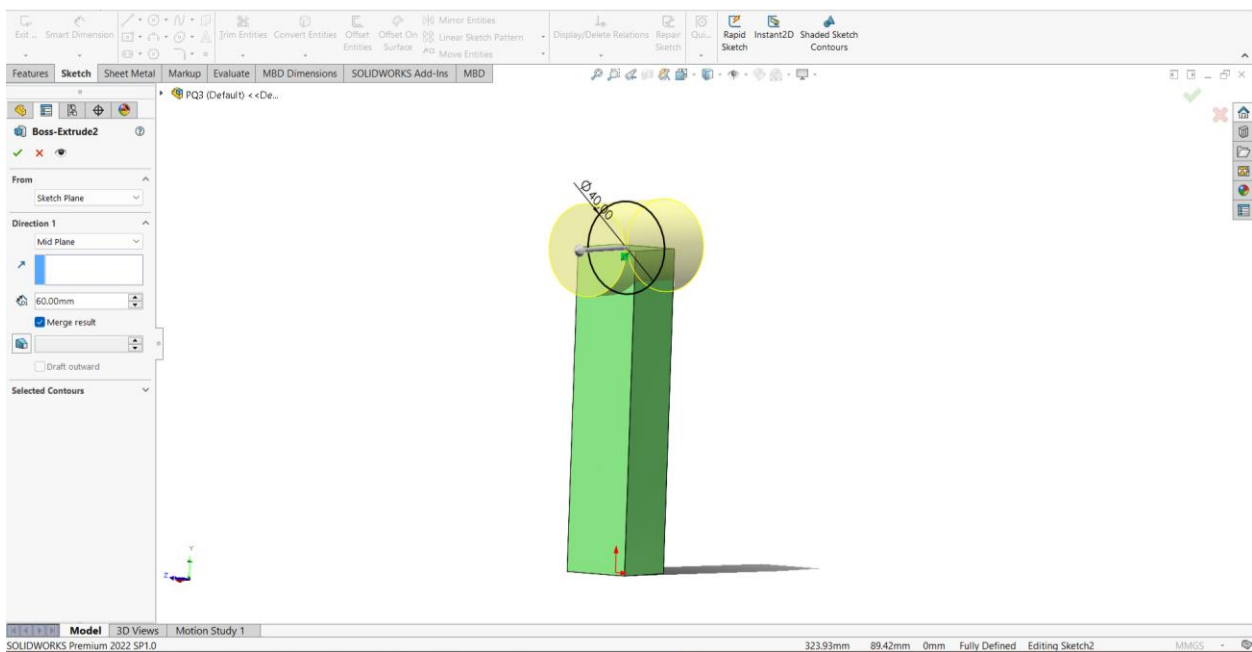 Exit ...
Smart Dimension
Trim Entities
Convert Entities
Offset Entities
Offset On Surface
Mirror Entities
Linear Sketch Pattern
Move Entities
Display/Delete Relations
Repair Sketch
Qui...
Rapid Sketch
Instant2D
Shaded Sketch Contours
Features Sketch Sheet Metal Markup Evaluate MBD Dimensions SOLIDWORKS Add-Ins MBD
PQ3 (Default) <<De...
Boss-Extrude2
From
Sketch Plane
Direction 1
Mid Plane
60.00mm
Merge result
Draft outward
Selected Contours
Ø40.00
Y
Z
Model 3D Views Motion Study 1
SOLIDWORKS Premium 2022 SP1.0 323.93mm 89.42mm 0mm Fully Defined Editing Sketch2 MMGS